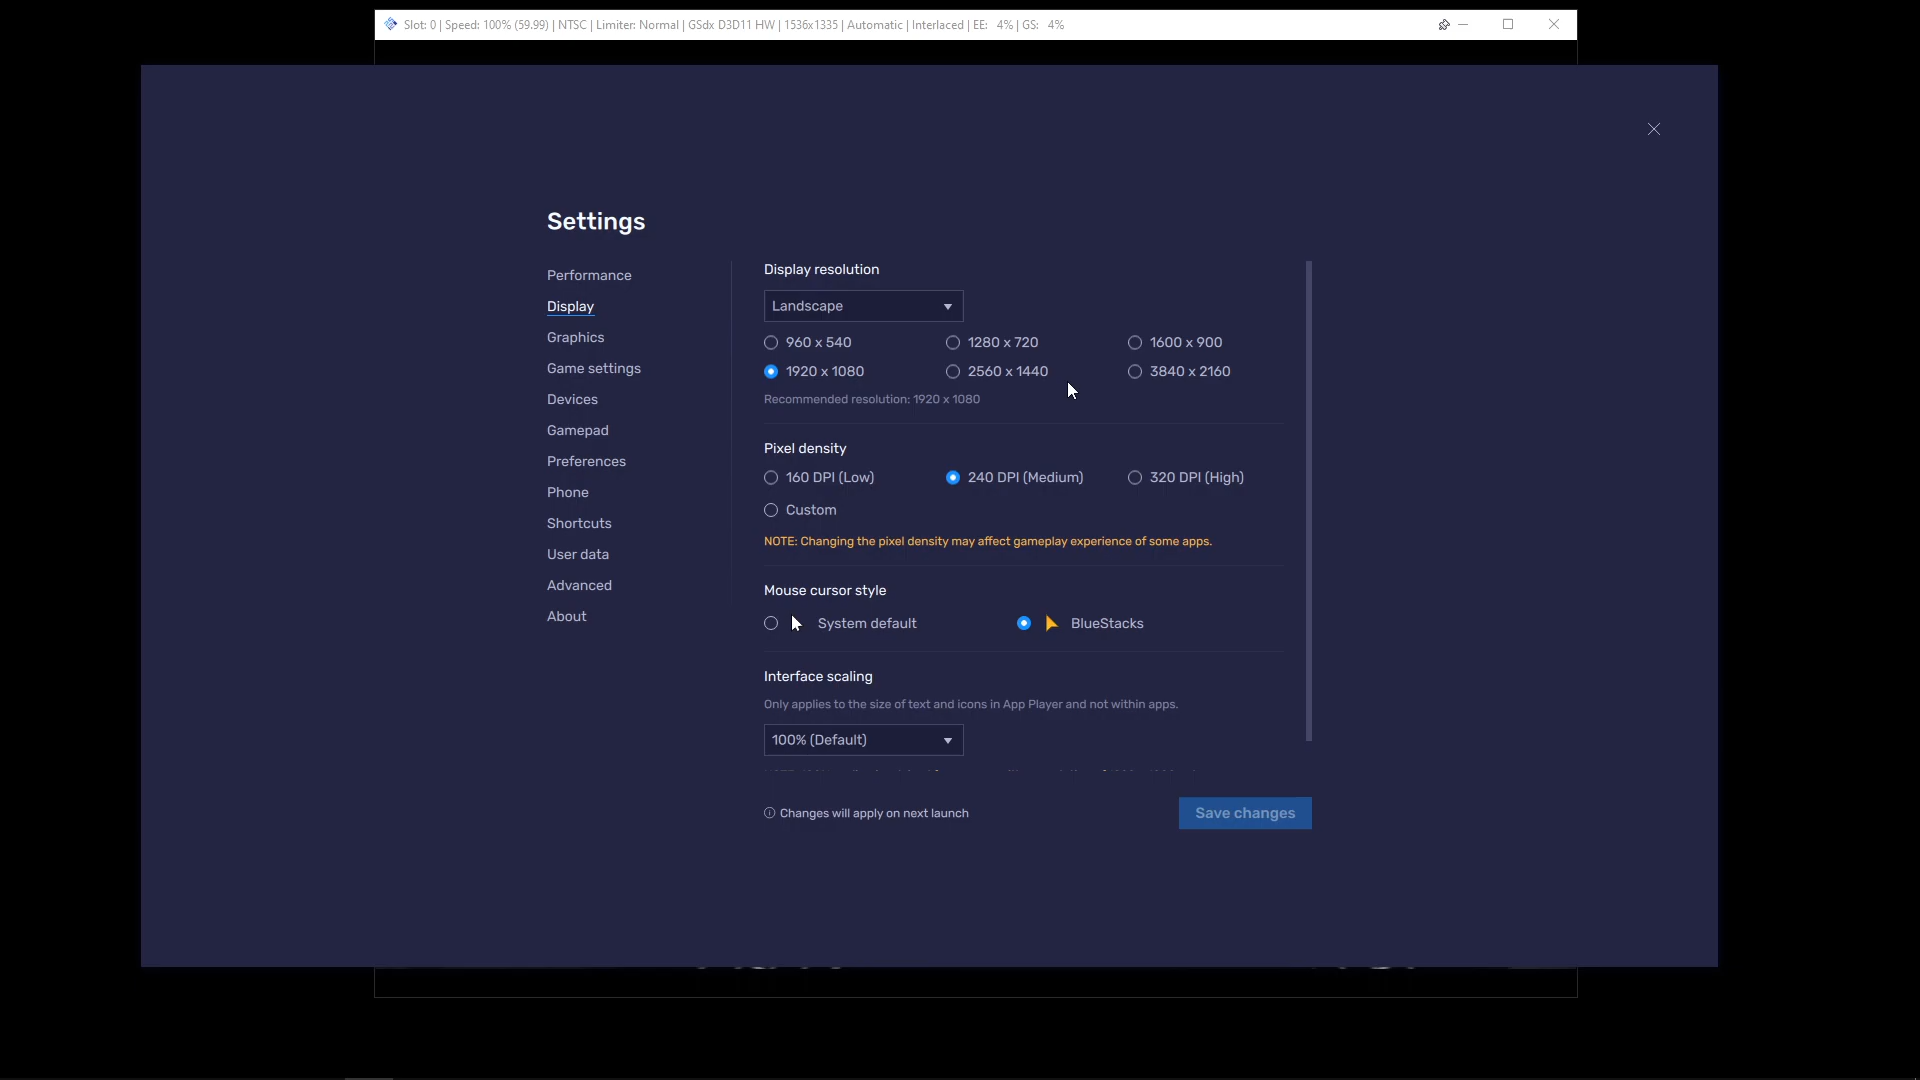 Slot: 0 | Speed: 100% (59.99) | NTSC | Limiter: Normal | GSdx D3D11 HW | 1536x1335 | Automatic | Interlaced | EE: 4% | GS: 4%
Settings
Performance
Display
Graphics
Game settings
Devices
Gamepad
Preferences
Phone
Shortcuts
User data
Advanced
About
Display resolution
Landscape
960 x 540 1280 x 720 1600 x 900
1920 x 1080 2560 x 1440 3840 x 2160
Recommended resolution: 1920 x 1080
Pixel density
160 DPI (Low) 240 DPI (Medium) 320 DPI (High)
Custom
NOTE: Changing the pixel density may affect gameplay experience of some apps.
Mouse cursor style
System default BlueStacks
Interface scaling
Only applies to the size of text and icons in App Player and not within apps.
100% (Default)
Changes will apply on next launch
Save changes